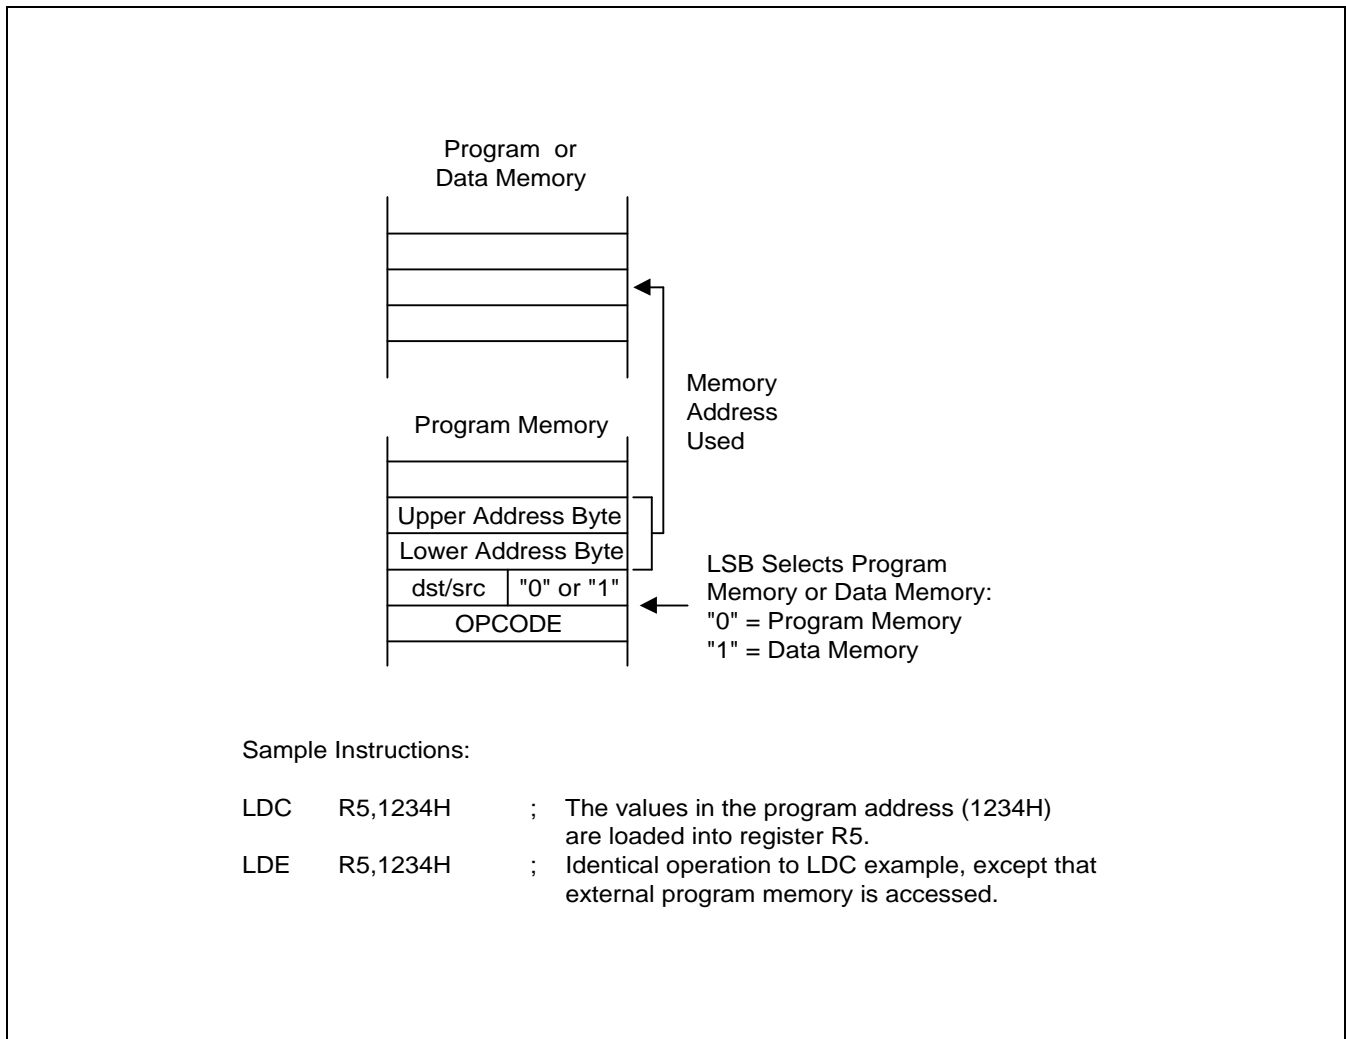 Program or
Data Memory
Memory
Address
Used
Program Memory
Upper Address Byte
Lower Address Byte
dst/src "0" or "1"
OPCODE
LSB Selects Program
Memory or Data Memory:
"0" = Program Memory
"1" = Data Memory
Sample Instructions:
LDC R5,1234H ; The values in the program address (1234H)
are loaded into register R5.
LDE R5,1234H ; Identical operation to LDC example, except that
external program memory is accessed.